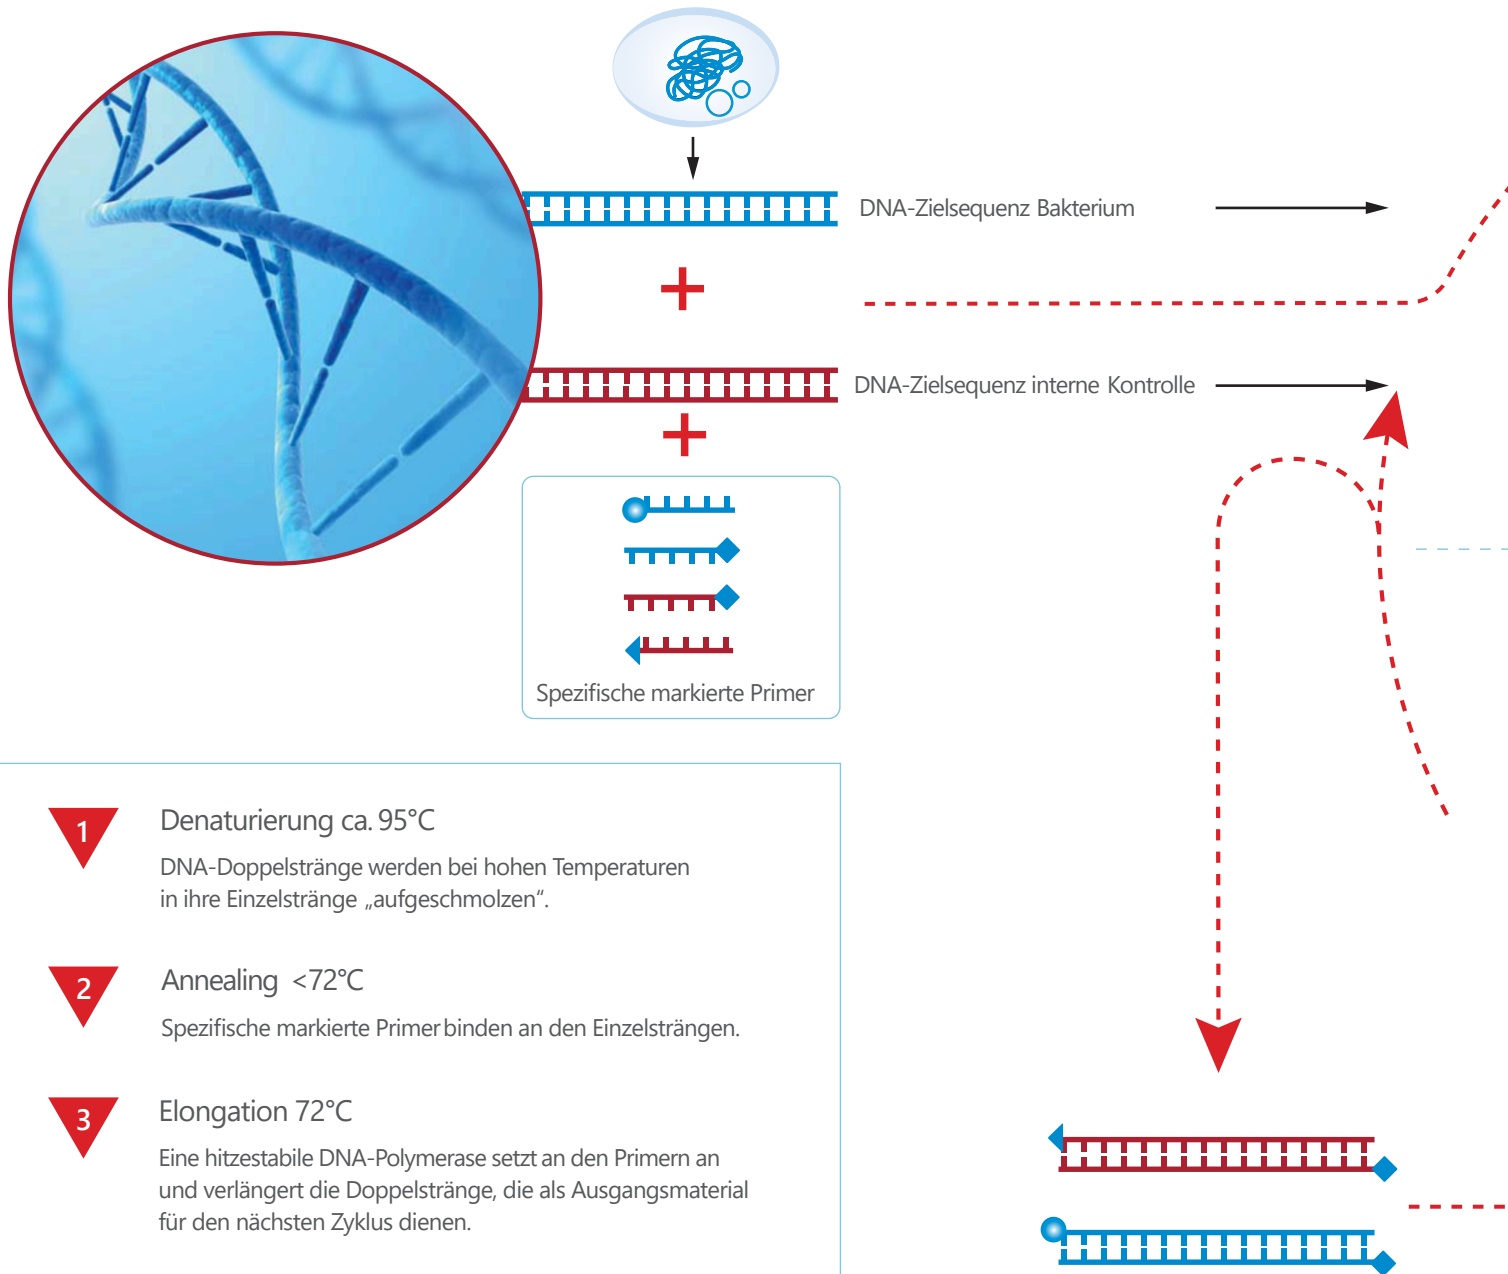 DNA-Zielsequenz Bakterium
DNA-Zielsequenz interne Kontrolle
Spezifische markierte Primer
1
Denaturierung ca. 95°C
DNA-Doppelstränge werden bei hohen Temperaturen
in ihre Einzelstränge „aufgeschmolzen“.
2
Annealing <72°C
Spezifische markierte Primer binden an den Einzelsträngen.
3
Elongation 72°C
Eine hitzestabile DNA-Polymerase setzt an den Primern an
und verlängert die Doppelstränge, die als Ausgangsmaterial
für den nächsten Zyklus dienen.